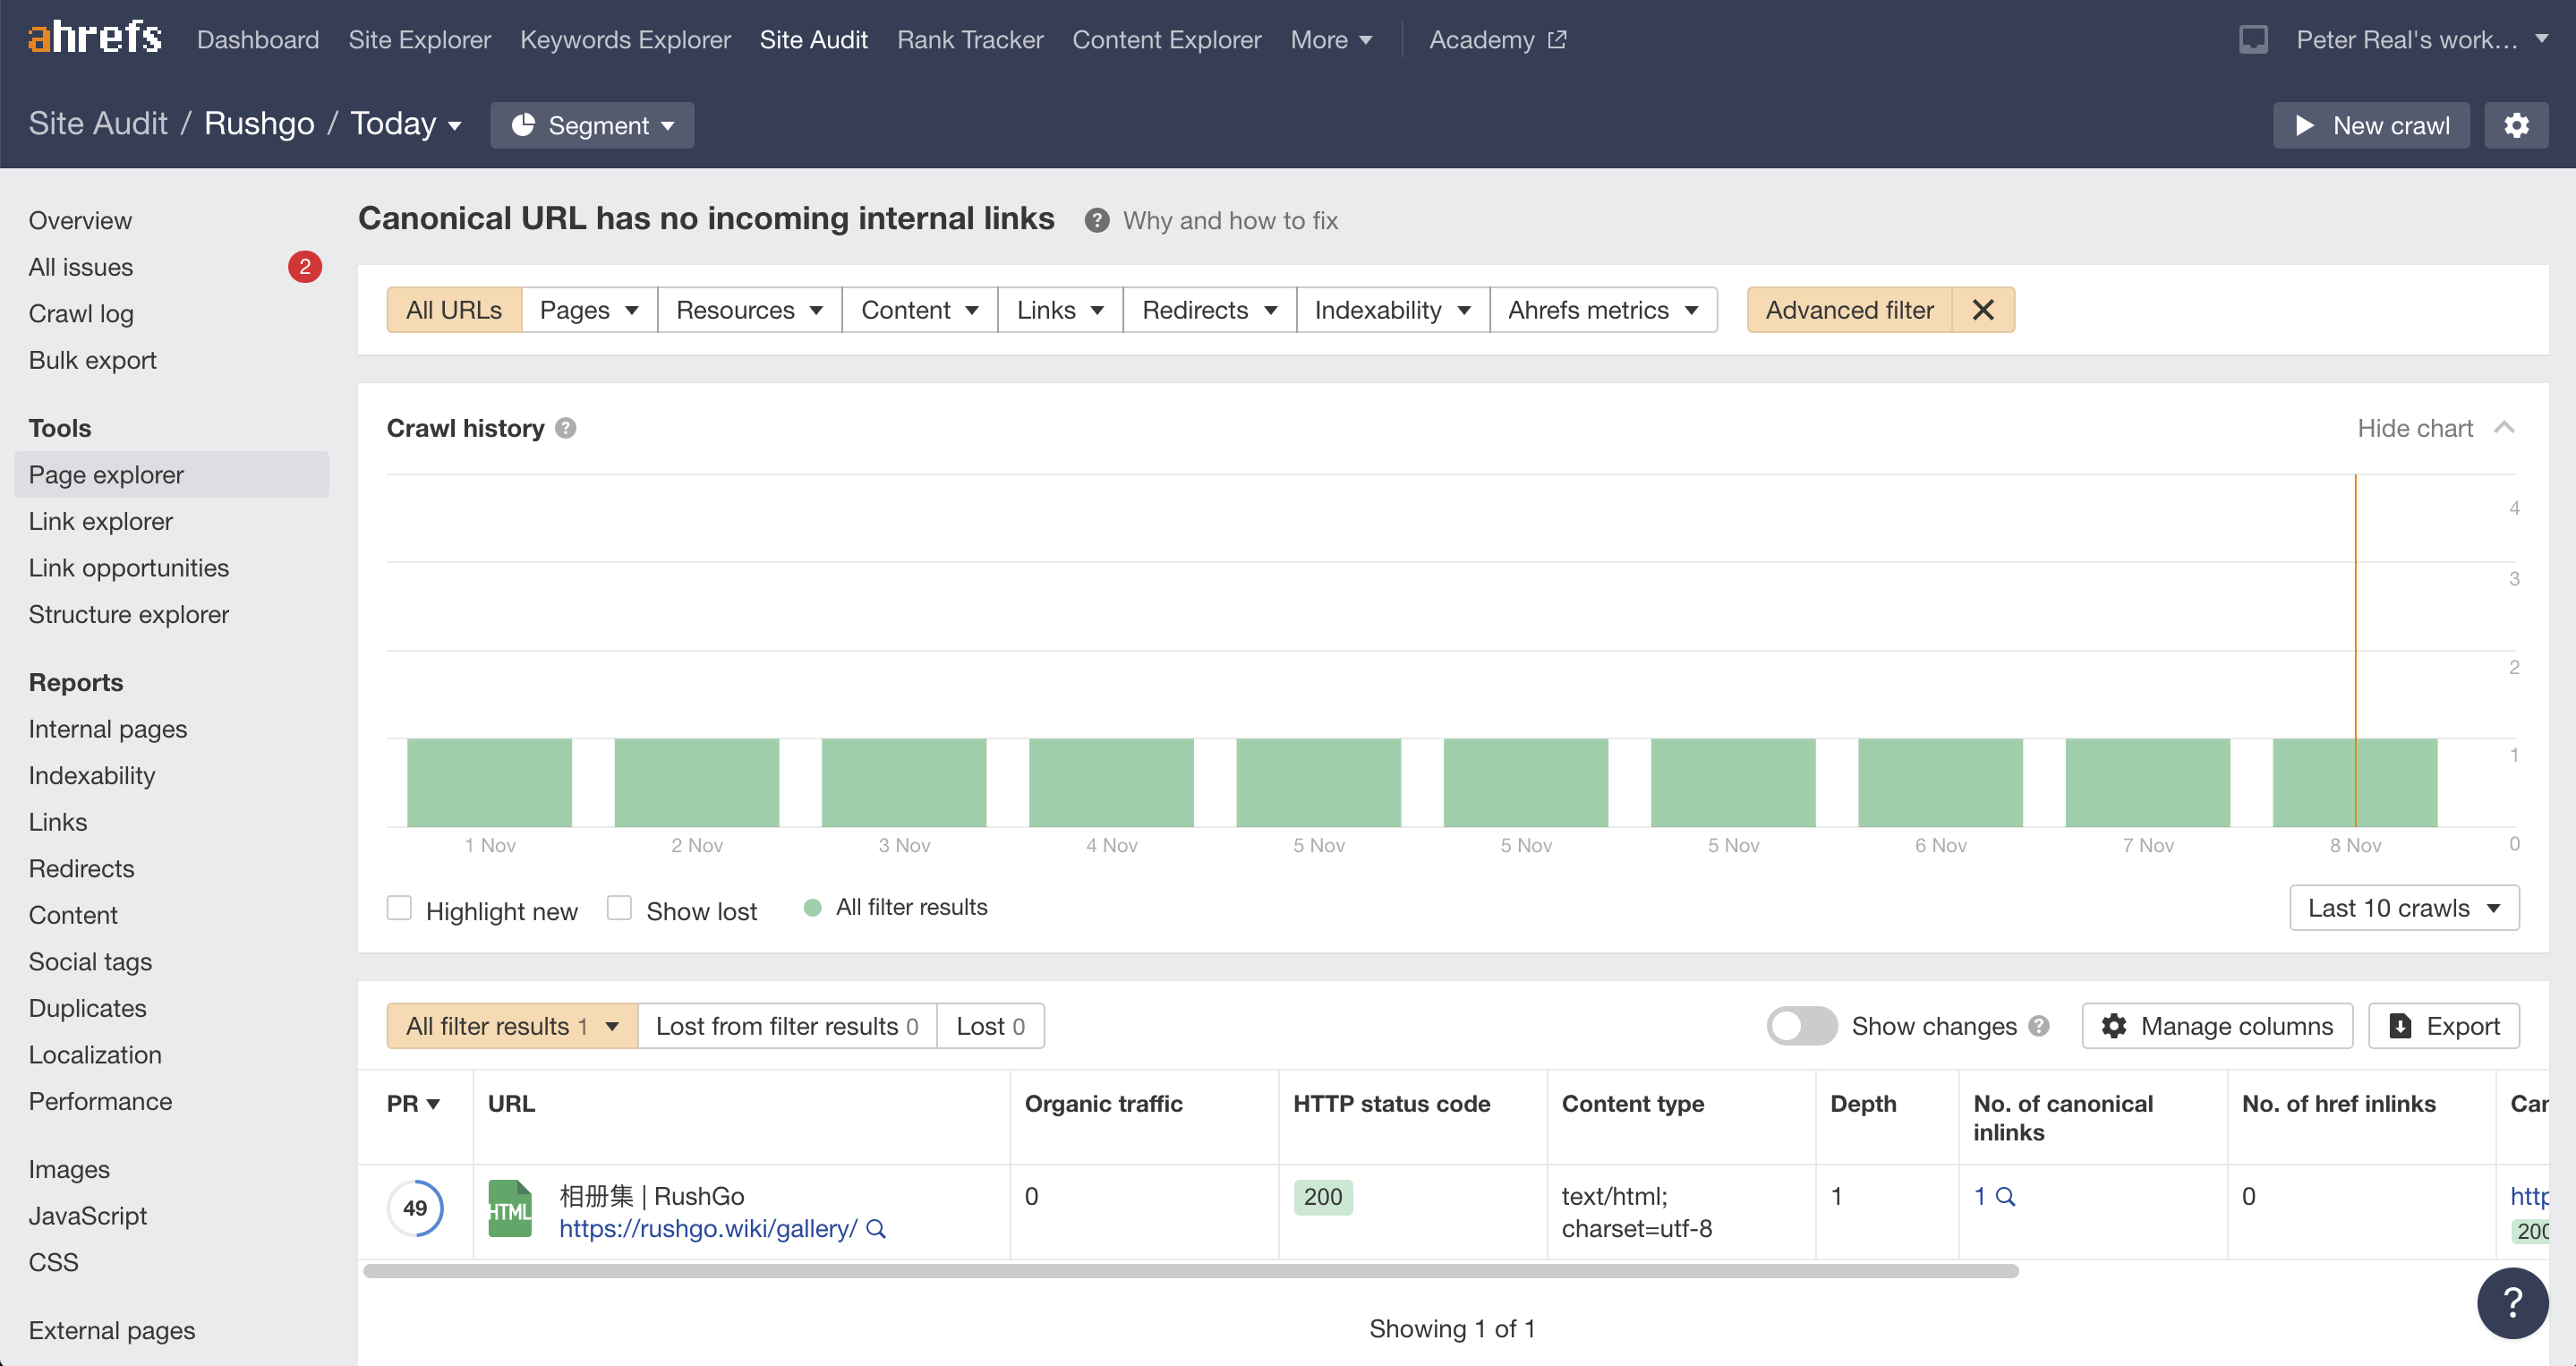 ahrefs Dashboard Site Explorer Keywords Explorer Site Audit Rank Tracker Content Explorer More Academy Peter Real's work...
Site Audit / Rushgo / Today Segment New crawl
Overview
All issues 2
Crawl log
Bulk export
Tools
Page explorer
Link explorer
Link opportunities
Structure explorer
Reports
Internal pages
Indexability
Links
Redirects
Content
Social tags
Duplicates
Localization
Performance
Images
JavaScript
CSS
External pages
Canonical URL has no incoming internal links ? Why and how to fix
All URLs Pages Resources Content Links Redirects Indexability Ahrefs metrics Advanced filter
Crawl history ? Hide chart
4
3
2
1
0
1 Nov 2 Nov 3 Nov 4 Nov 5 Nov 5 Nov 5 Nov 6 Nov 7 Nov 8 Nov
Highlight new Show lost All filter results Last 10 crawls
All filter results 1 Lost from filter results 0 Lost 0 Show changes ? Manage columns Export
PR URL Organic traffic HTTP status code Content type Depth No. of canonical inlinks No. of href inlinks Car
49 HTML 相册集 | RushGo 0 200 text/html; 1 1 0 http
https://rushgo.wiki/gallery/ charset=utf-8 200
Showing 1 of 1
?